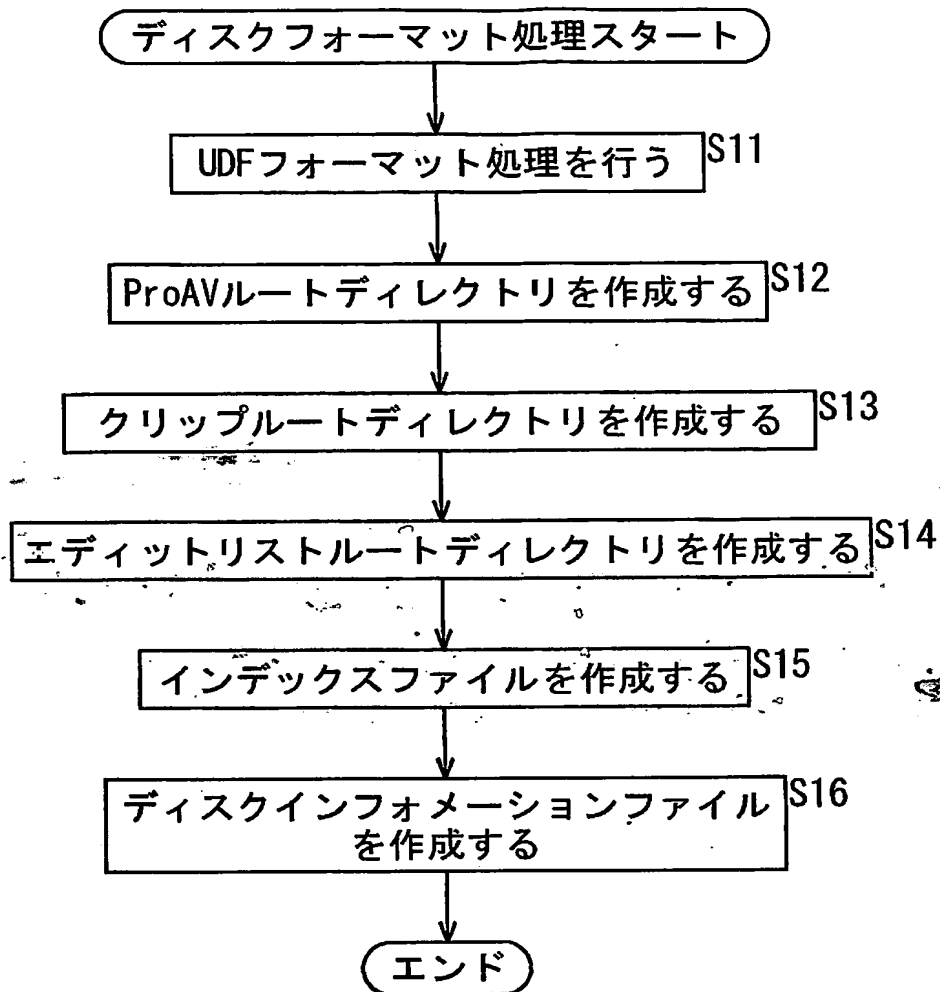 ディスクフォーマット処理スタート
UDFフォーマット処理を行う
S11
ProAVルートディレクトリを作成する
S12
クリップルートディレクトリを作成する
S13
エディットリストルートディレクトリを作成する
S14
インデックスファイルを作成する
S15
ディスクインフォメーションファイル
を作成する
S16
エンド